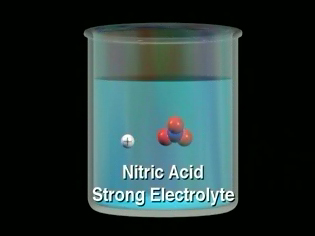 +
Nitric Acid
Strong Electrolyte